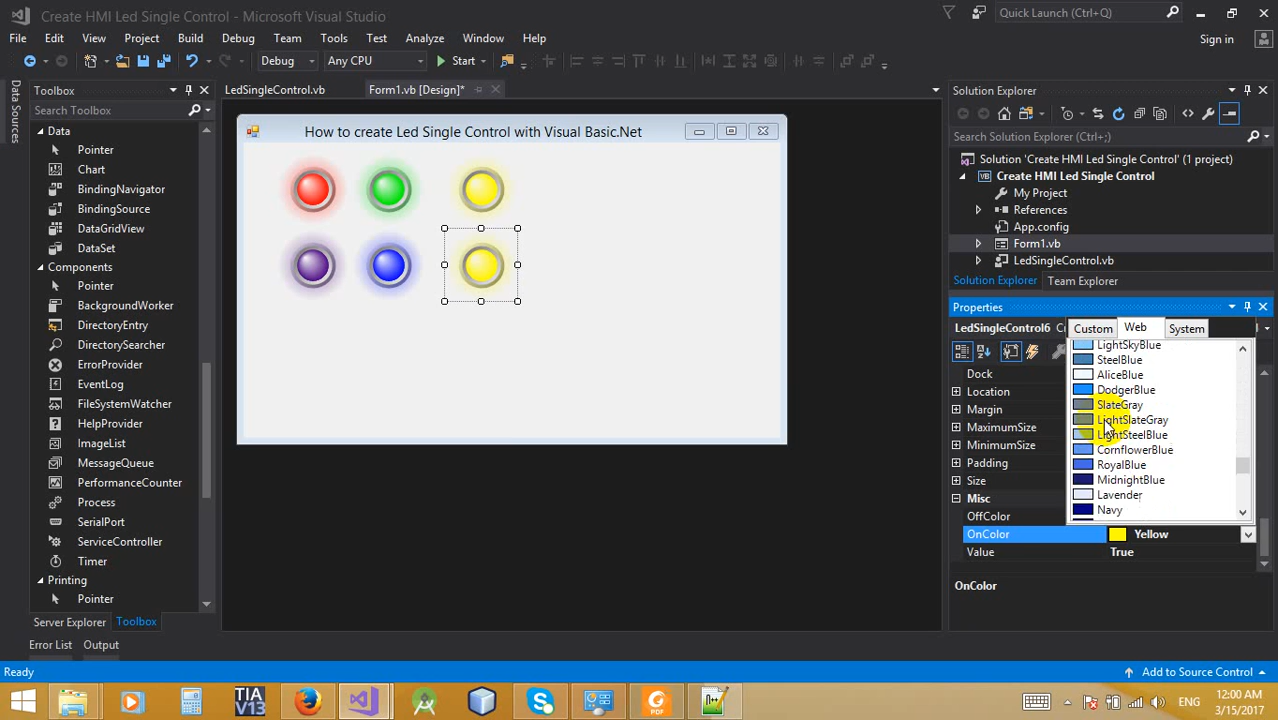 Create HMI Led Single Control - Microsoft Visual Studio
Quick Launch (Ctrl+Q)
File Edit View Project Build Debug Team Tools Test Analyze Window Help
Sign in
Debug Any CPU Start
Data Sources
Toolbox
Search Toolbox
Data
Pointer
Chart
BindingNavigator
BindingSource
DataGridView
DataSet
Components
Pointer
BackgroundWorker
DirectoryEntry
DirectorySearcher
ErrorProvider
EventLog
FileSystemWatcher
HelpProvider
ImageList
MessageQueue
PerformanceCounter
Process
SerialPort
ServiceController
Timer
Printing
Pointer
Server Explorer Toolbox
Error List Output
LedSingleControl.vb Form1.vb [Design]*
How to create Led Single Control with Visual Basic.Net
Solution Explorer
Search Solution Explorer (Ctrl+;)
Solution 'Create HMI Led Single Control' (1 project)
VB Create HMI Led Single Control
My Project
References
App.config
Form1.vb
LedSingleControl.vb
Solution Explorer Team Explorer
Properties
LedSingleControl6
Custom Web System
Dock
Location
Margin
MaximumSize
MinimumSize
Padding
Size
Misc
OffColor
OnColor Yellow
Value True
LightSkyBlue
SteelBlue
AliceBlue
DodgerBlue
SlateGray
LightSlateGray
LightSteelBlue
CornflowerBlue
RoyalBlue
MidnightBlue
Lavender
Navy
OnColor
Ready
Add to Source Control
TIA
V13
PDF
ENG
12:00 AM
3/15/2017